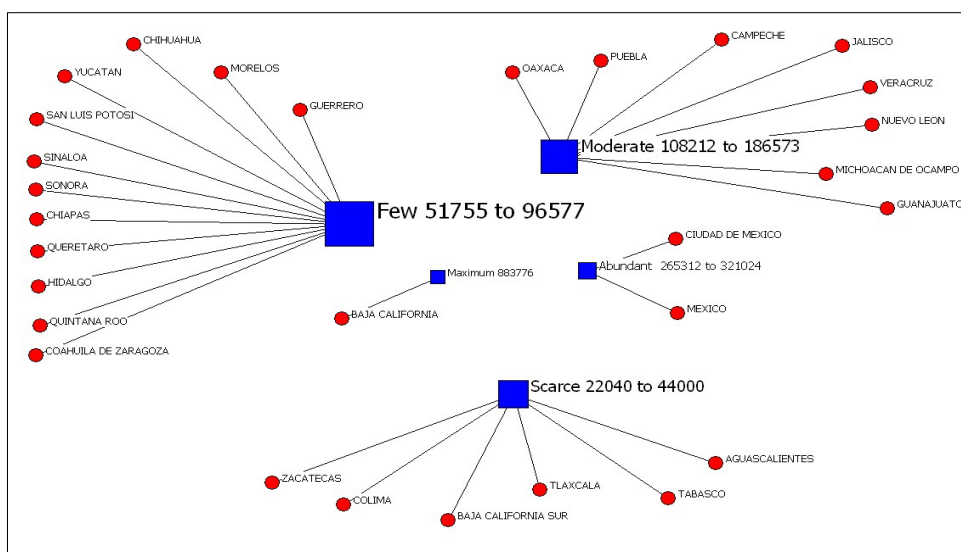 CHIHUAHUA
YUCATAN
MORELOS
GUERRERO
SAN LUIS POTOSI
SINALOA
SONORA
CHIAPAS
QUERETARO
HIDALGO
QUINTANA ROO
COAHUILA DE ZARAGOZA
Few 51755 to 96577
CAMPECHE
JALISCO
PUEBLA
OAXACA
VERACRUZ
NUEVO LEON
Moderate 108212 to 186573
MICHOACAN DE OCAMPO
GUANAJUATO
CIUDAD DE MEXICO
Abundant 265312 to 321024
MEXICO
Maximum 883776
BAJA CALIFORNIA
Scarce 22040 to 44000
AGUASCALIENTES
ZACATECAS
TLAXCALA
TABASCO
COLIMA
BAJA CALIFORNIA SUR